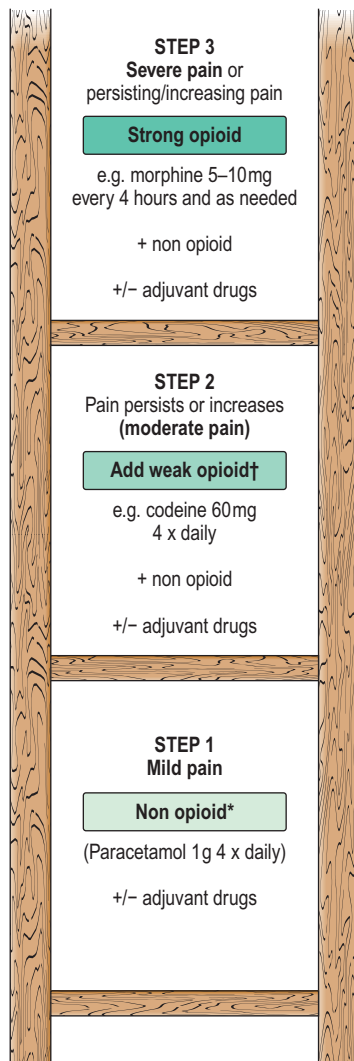 STEP 3
Severe pain or
persisting/increasing pain
Strong opioid
e.g. morphine 5–10mg
every 4 hours and as needed
+ non opioid
+/− adjuvant drugs
STEP 2
Pain persists or increases
(moderate pain)
Add weak opioid†
e.g. codeine 60mg
4 x daily
+ non opioid
+/− adjuvant drugs
STEP 1
Mild pain
Non opioid*
(Paracetamol 1g 4 x daily)
+/− adjuvant drugs